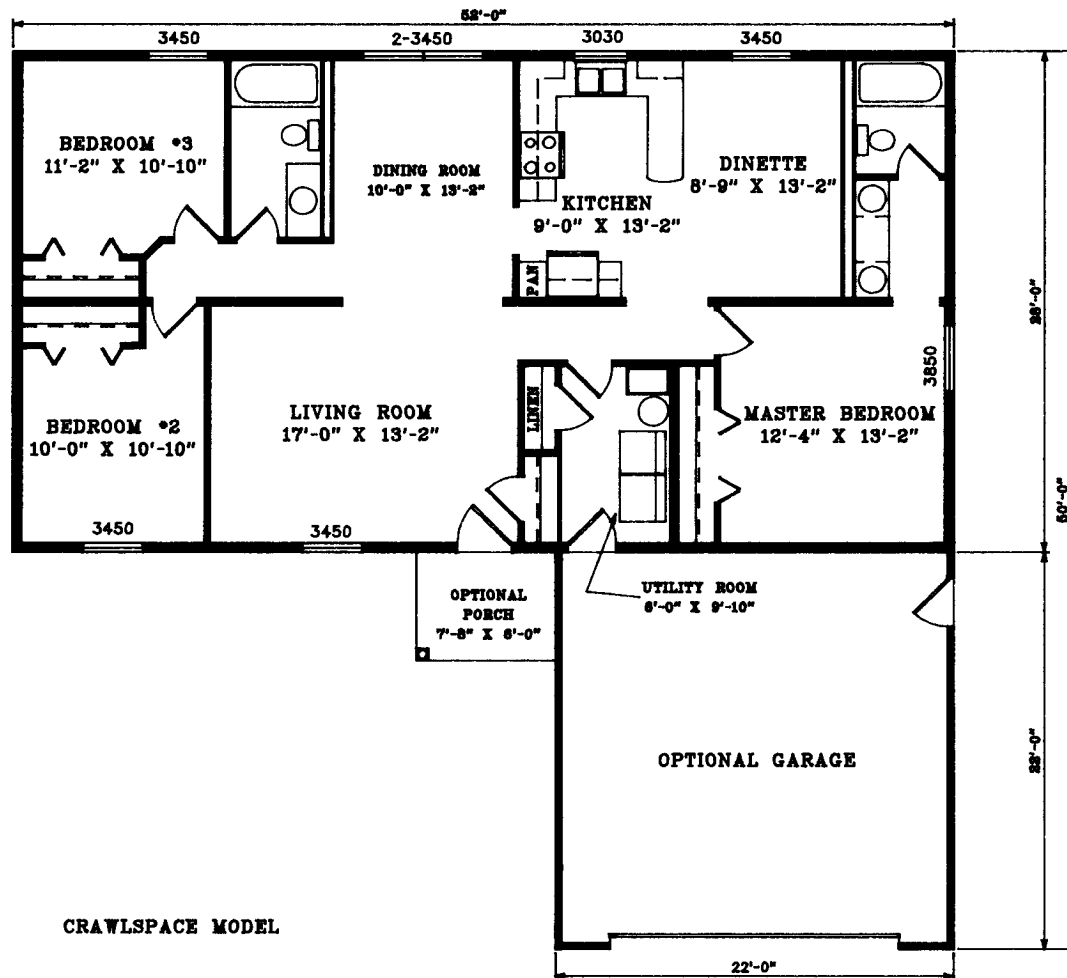 52'-0"
3450
2-3450
3030
3450
BEDROOM #3
11'-2" X 10'-10"
DINING ROOM
10'-0" X 13'-2"
KITCHEN
9'-0" X 13'-2"
DINETTE
8'-9" X 13'-2"
PAN
28'-0"
3850
BEDROOM #2
10'-0" X 10'-10"
LIVING ROOM
17'-0" X 13'-2"
LINEN
MASTER BEDROOM
12'-4" X 13'-2"
50'-0"
3450
3450
OPTIONAL
PORCH
7'-8" X 6'-0"
UTILITY ROOM
6'-0" X 9'-10"
OPTIONAL GARAGE
22'-0"
CRAWLSPACE MODEL
22'-0"